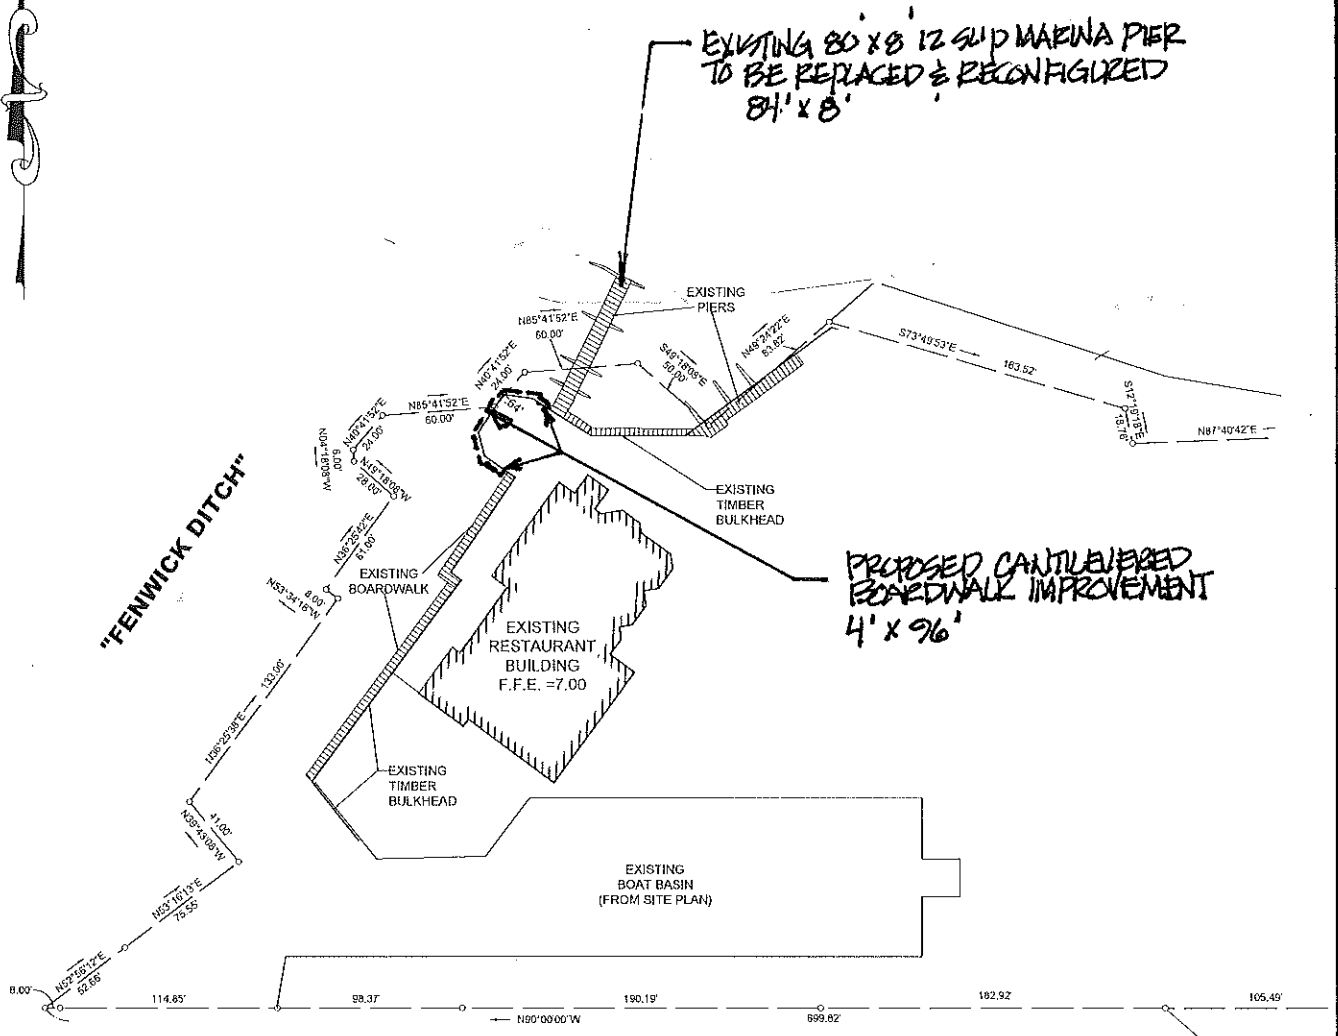 EXISTING 80' X 8' 12 SLIP MARINA PIER
TO BE REPLACED & RECONFIGURED
84' X 8'
EXISTING
PIERS
N85°41'52"E
60.00'
N40°41'52"E
24.00'
S49°18'08"E
50.00'
N48°24'22"E
83.82'
S73°49'53"E
163.52'
S12°19'18"E
18.76'
N87°40'42"E
N85°41'52"E
60.00'
N40°41'52"E
24.00'
N04°18'08"W
6.00'
N49°18'08"W
28.00'
64'
N36°25'42"E
61.00'
N53°34'18"W
8.00'
"FENWICK DITCH"
EXISTING
BOARDWALK
EXISTING
TIMBER
BULKHEAD
PROPOSED CANTILEVERED
BOARDWALK IMPROVEMENT
4' X 96'
EXISTING
RESTAURANT
BUILDING
F.F.E. =7.00
N36°25'38"E
133.00'
EXISTING
TIMBER
BULKHEAD
41.00'
N39°43'08"W
EXISTING
BOAT BASIN
(FROM SITE PLAN)
N53°16'13"E
75.55'
N52°56'12"E
52.66'
8.00'
114.85'
98.37'
190.19'
182.92'
105.49'
N90°00'00"W
699.82'